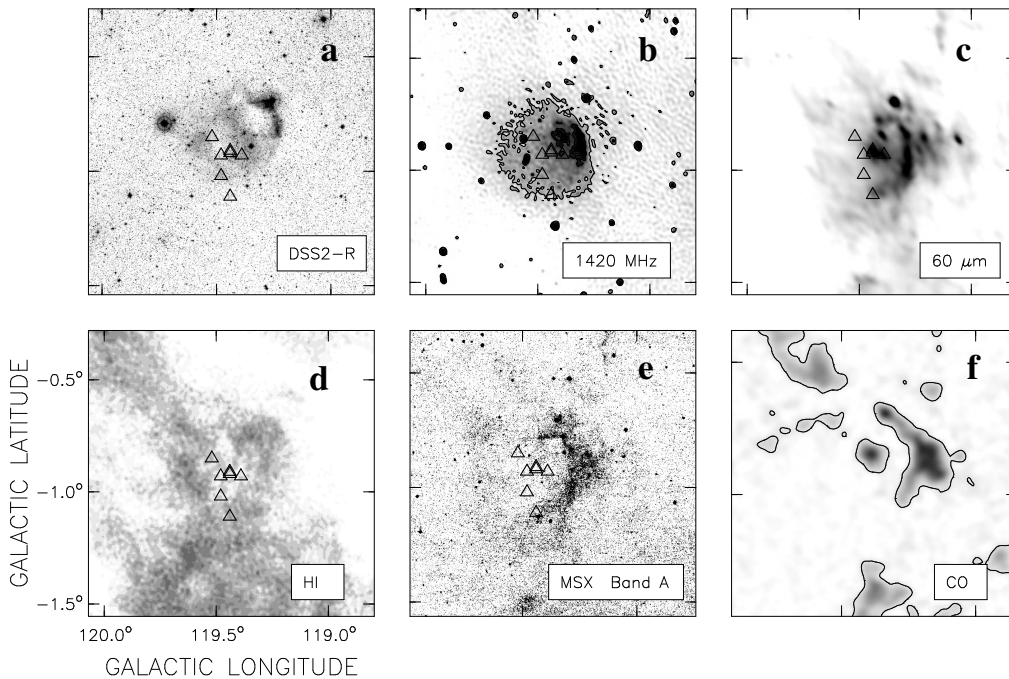 a
DSS2-R
b
1420 MHz
c
60 μm
d
HI
e
MSX Band A
f
CO
-0.5°
-1.0°
-1.5°
GALACTIC LATITUDE
120.0° 119.5° 119.0°
GALACTIC LONGITUDE